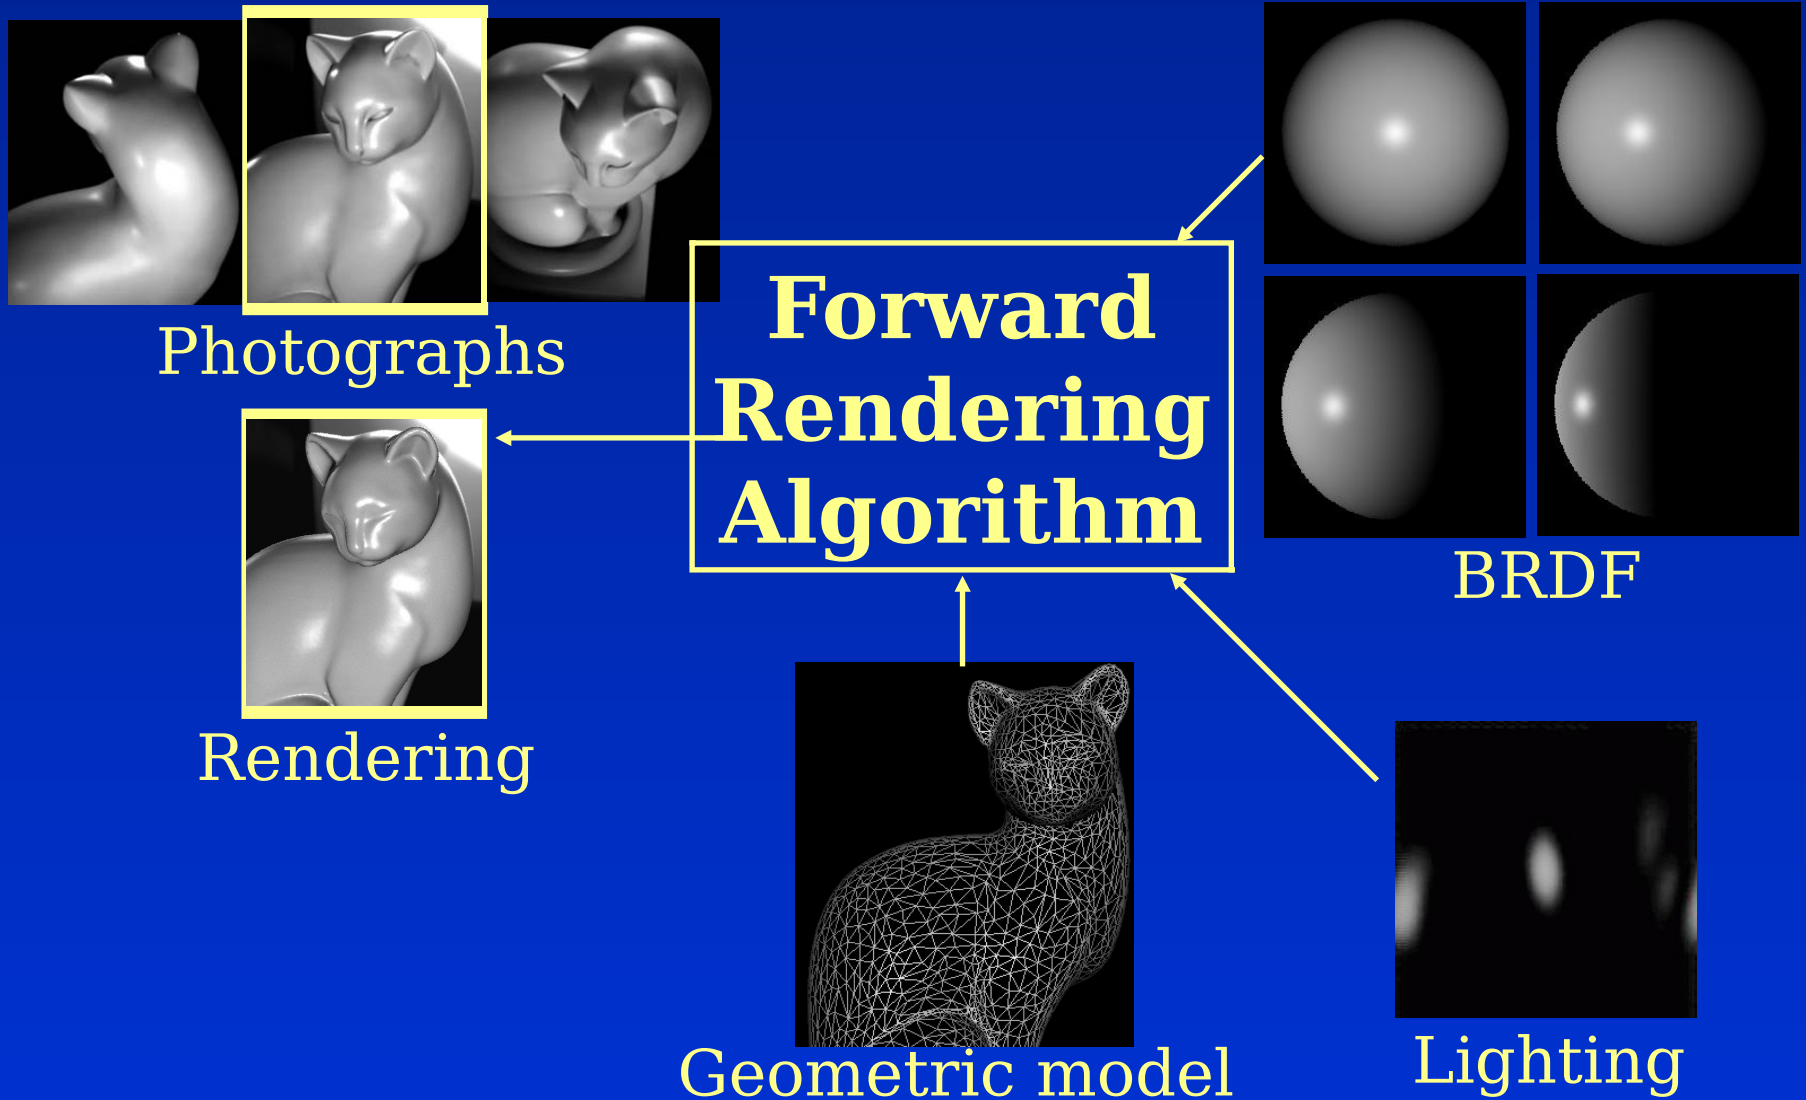 Photographs
Forward
Rendering
Algorithm
BRDF
Rendering
Geometric model
Lighting